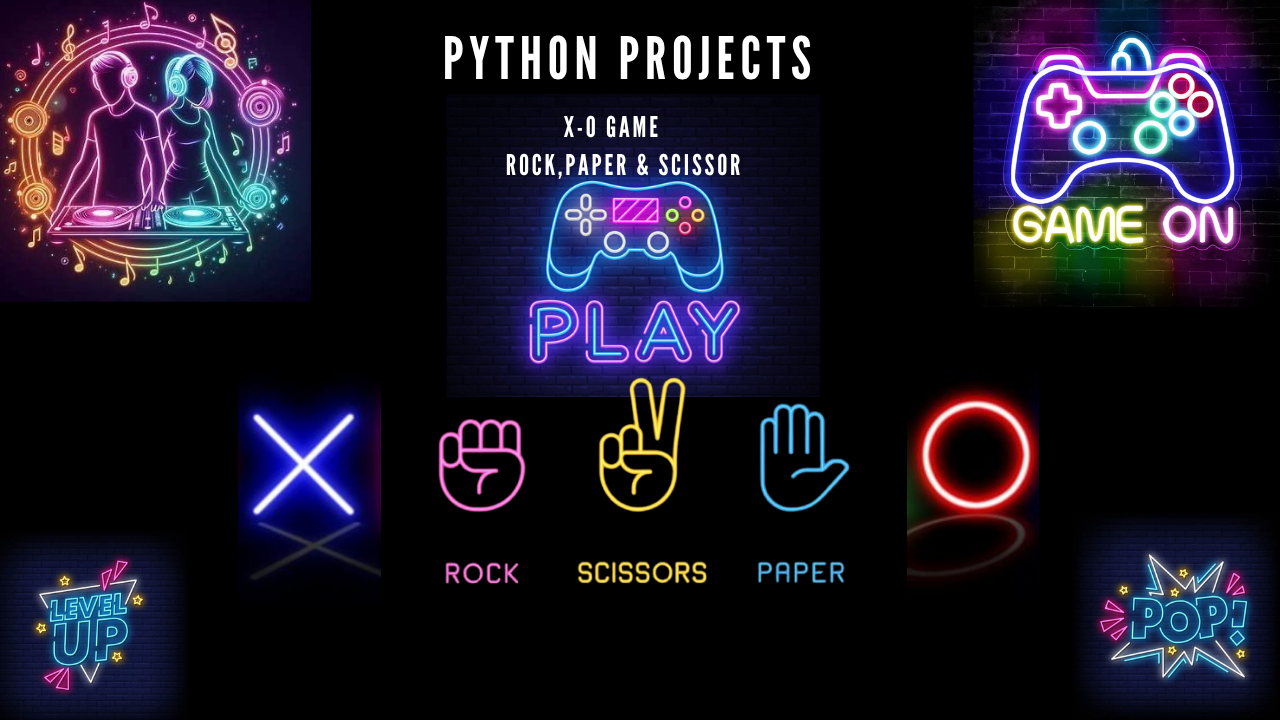 PYTHON PROJECTS
X-O GAME
ROCK,PAPER & SCISSOR
PLAY
GAME ON
ROCK
SCISSORS
PAPER
LEVEL
UP
POP!